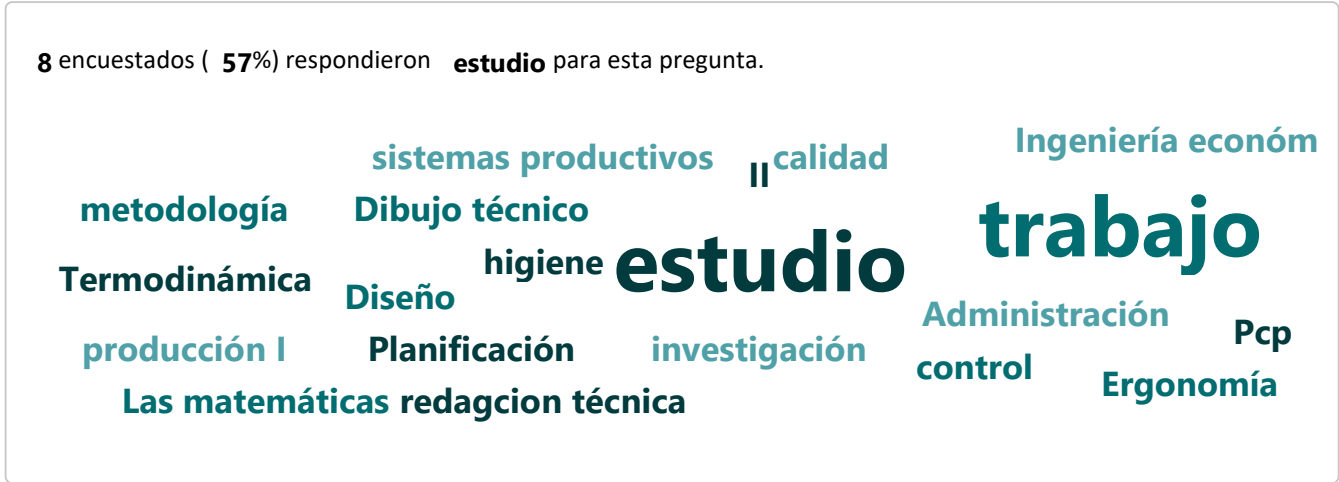 8 encuestados ( 57%) respondieron estudio para esta pregunta.
Ingeniería económ
sistemas productivos II calidad
metodología Dibujo técnico trabajo
higiene estudio
Termodinámica Diseño
Administración
producción I Planificación investigación Pcp
control Ergonomía
Las matemáticas redagcion técnica